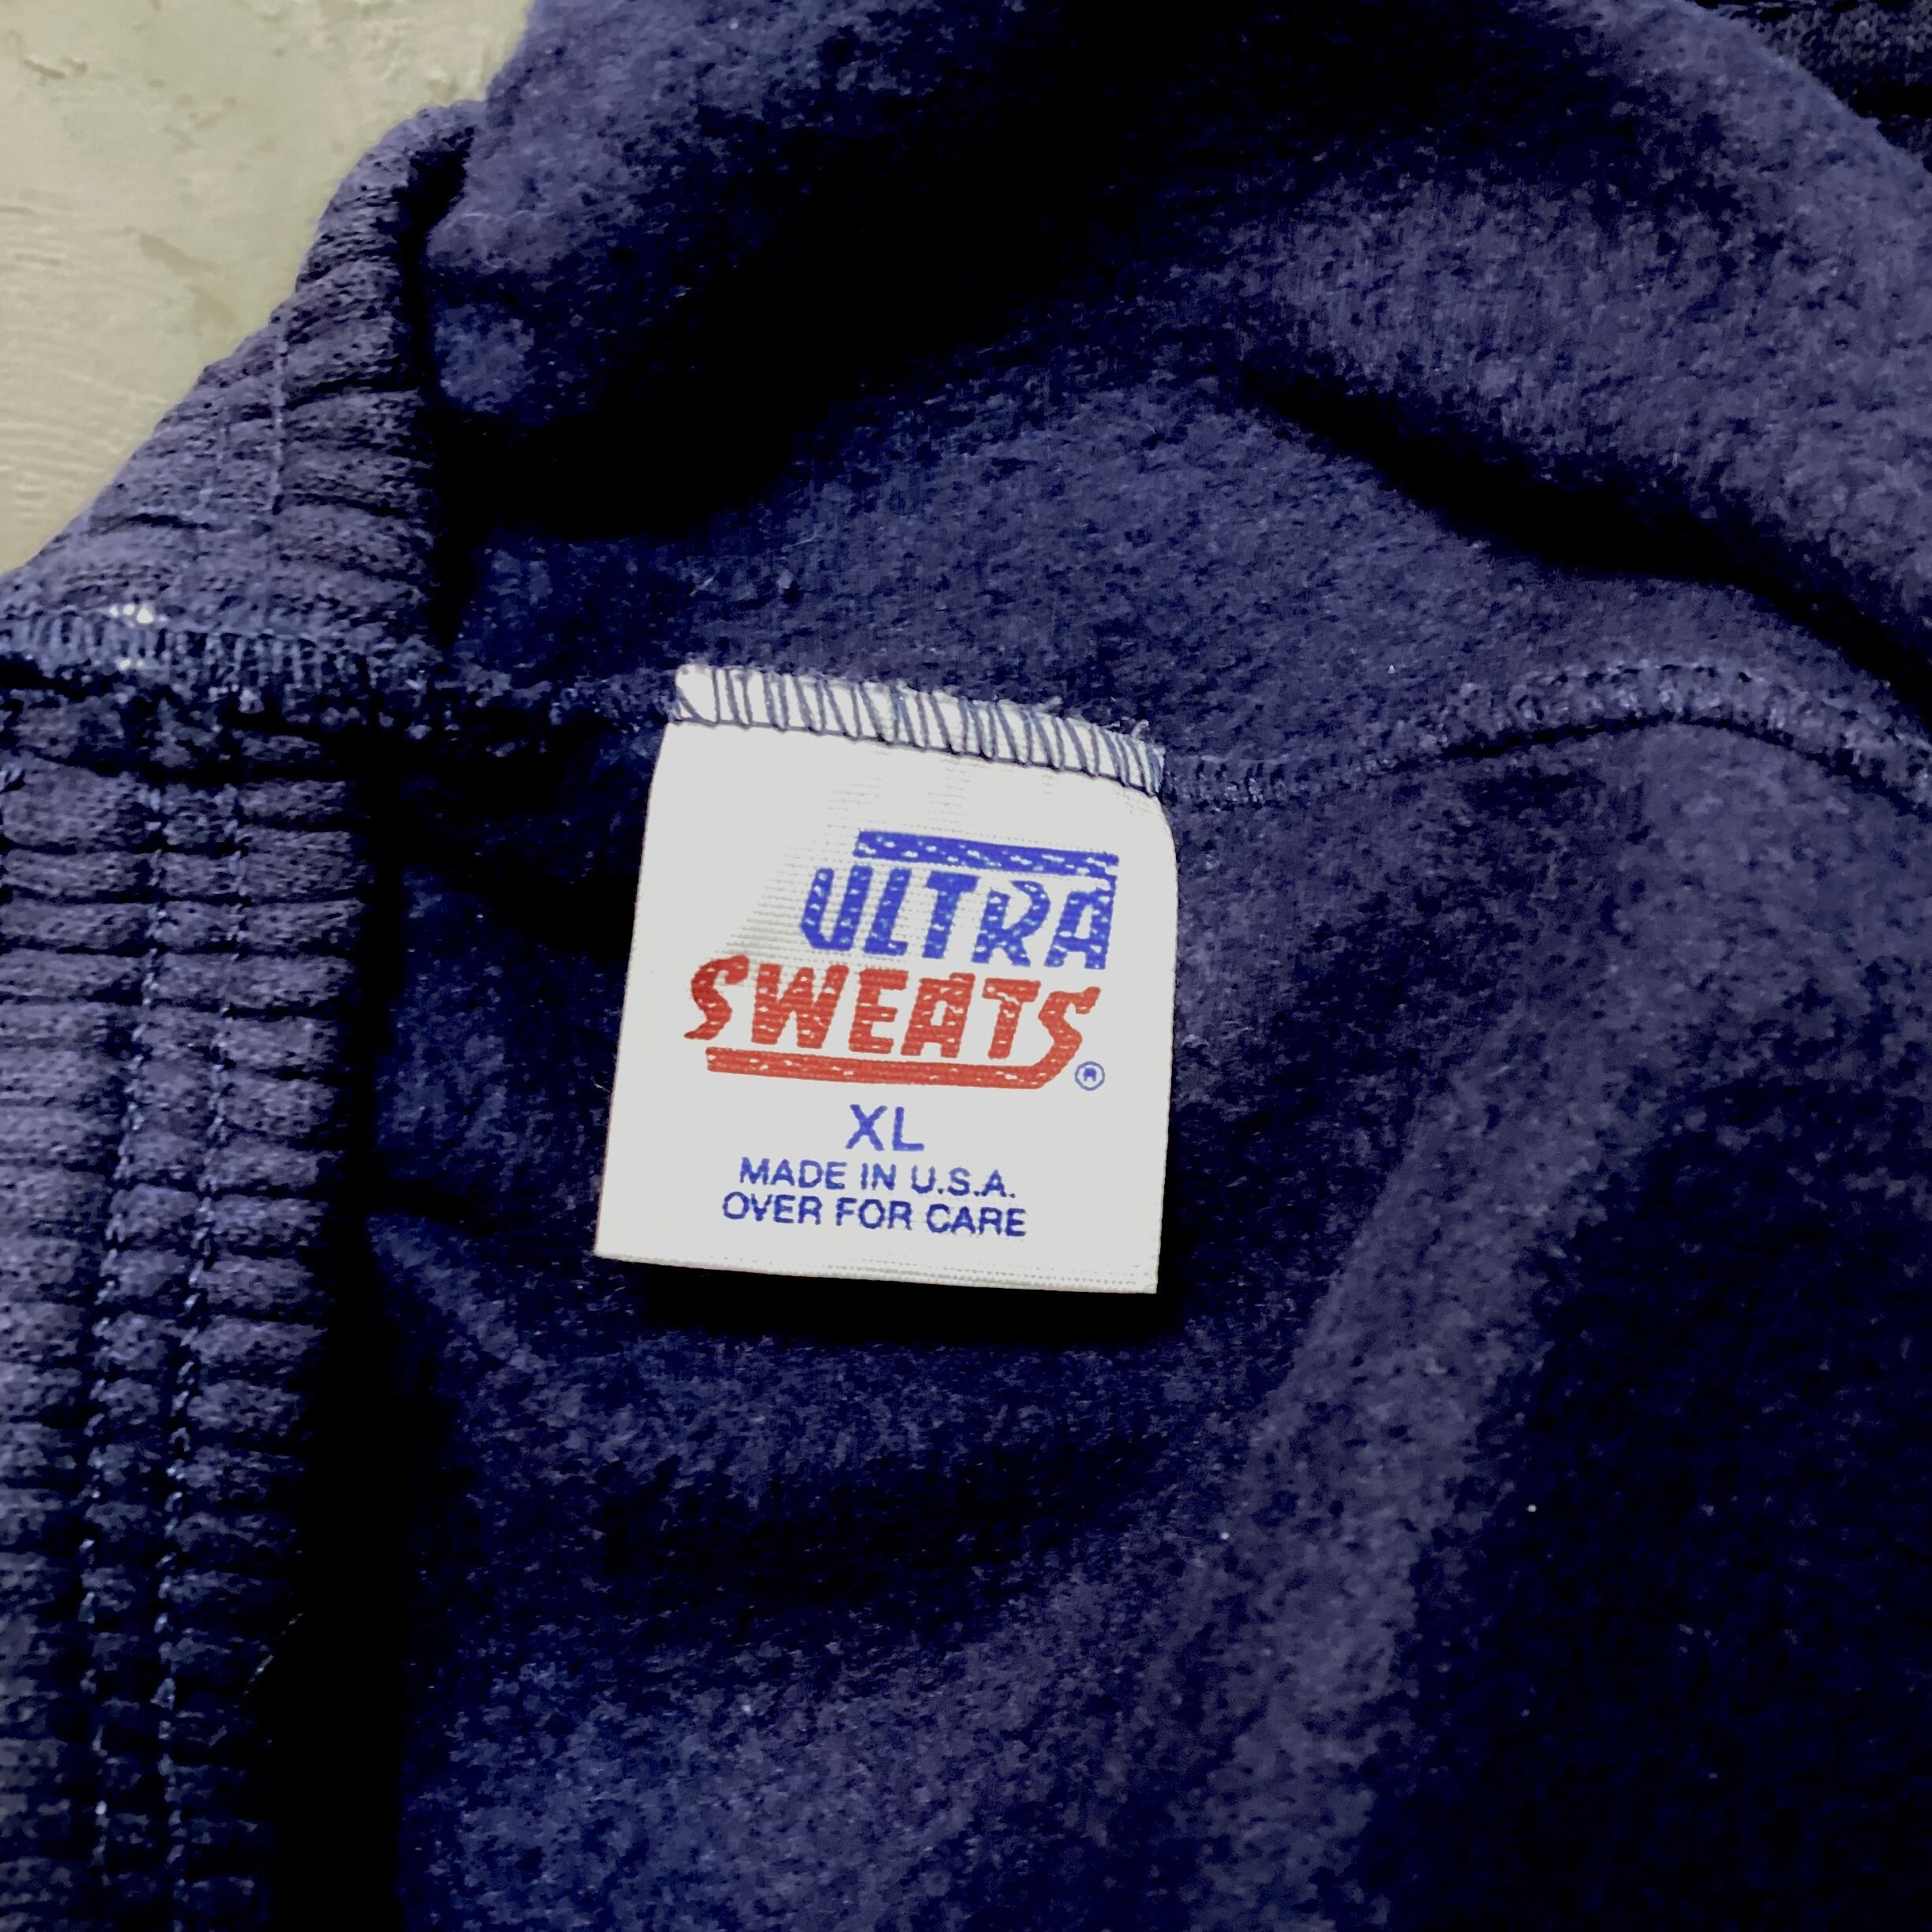 ULTRA
SWEATS®
XL
MADE IN U.S.A.
OVER FOR CARE